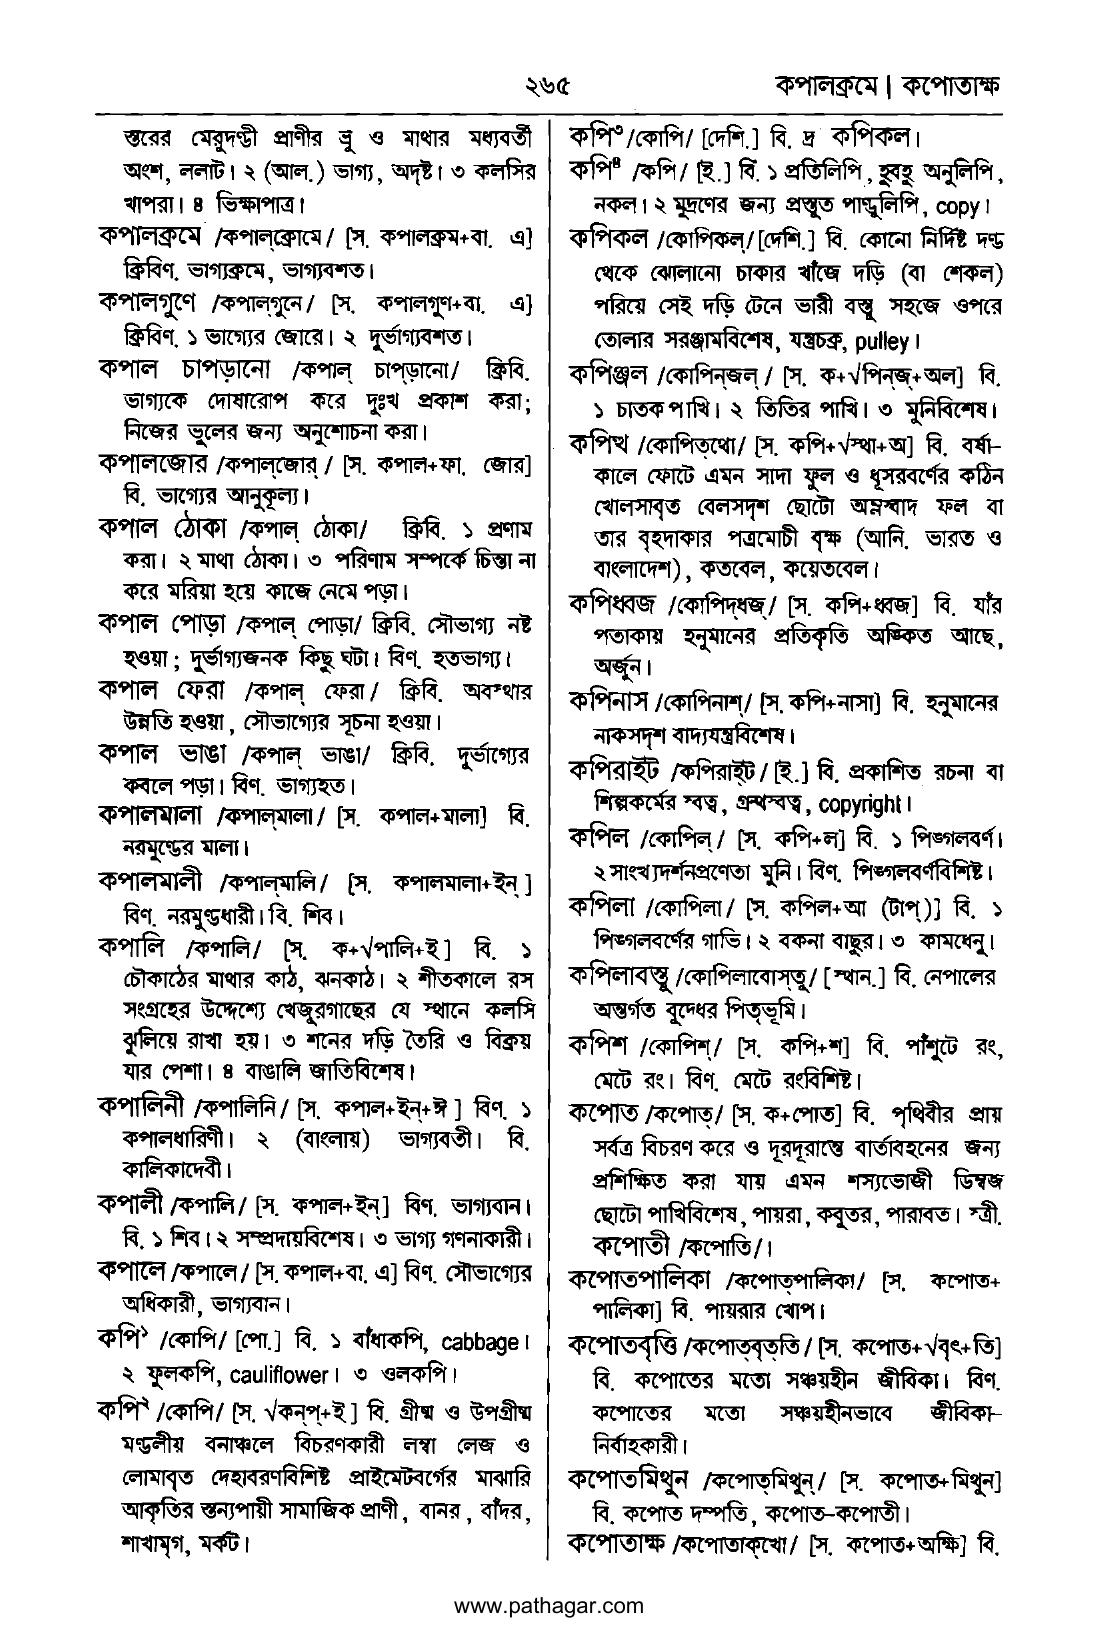 ২৬৫
কপালক্রমে | কপোতাক্ষ
স্তরের মেরুদণ্ডী প্রাণীর ভ্রূ ও মাথার মধ্যবর্তী
অংশ, ললাট। ২ (আল.) ভাগ্য, অদৃষ্ট। ৩ কলসির
খাপরা। ৪ ভিক্ষাপাত্র।
কপালক্রমে /কপাল্‌ক্রোমে/ [স. কপালক্রম+বা. এ]
ক্রিবিণ. ভাগ্যক্রমে, ভাগ্যবশত।
কপালগুণে /কপাল্‌গুনে/ [স. কপালগুণ+বা. এ]
ক্রিবিণ. ১ ভাগ্যের জোরে। ২ দুর্ভাগ্যবশত।
কপাল চাপড়ানো /কপাল্ চাপ্‌ড়ানো/ ক্রিবি.
ভাগ্যকে দোষারোপ করে দুঃখ প্রকাশ করা;
নিজের ভুলের জন্য অনুশোচনা করা।
কপালজোর /কপাল্‌জোর্/ [স. কপাল+ফা. জোর]
বি. ভাগ্যের আনুকূল্য।
কপাল ঠোকা /কপাল্ ঠোকা/ ক্রিবি. ১ প্রণাম
করা। ২ মাথা ঠোকা। ৩ পরিণাম সম্পর্কে চিন্তা না
করে মরিয়া হয়ে কাজে নেমে পড়া।
কপাল পোড়া /কপাল্ পোড়া/ ক্রিবি. সৌভাগ্য নষ্ট
হওয়া; দুর্ভাগ্যজনক কিছু ঘটা। বিণ. হতভাগ্য।
কপাল ফেরা /কপাল্ ফেরা/ ক্রিবি. অবস্থার
উন্নতি হওয়া, সৌভাগ্যের সূচনা হওয়া।
কপাল ভাঙা /কপাল্ ভাঙা/ ক্রিবি. দুর্ভাগ্যের
কবলে পড়া। বিণ. ভাগ্যহত।
কপালমালা /কপাল্‌মালা/ [স. কপাল+মালা] বি.
নরমুণ্ডের মালা।
কপালমালী /কপাল্‌মালি/ [স. কপালমালা+ইন্]
বিণ. নরমুণ্ডধারী। বি. শিব।
কপালি /কপালি/ [স. ক+√পালি+ই] বি. ১
চৌকাঠের মাথার কাঠ, ঝনকাঠ। ২ শীতকালে রস
সংগ্রহের উদ্দেশ্যে খেজুরগাছের যে স্থানে কলসি
ঝুলিয়ে রাখা হয়। ৩ শনের দড়ি তৈরি ও বিক্রয়
যার পেশা। ৪ বাঙালি জাতিবিশেষ।
কপালিনী /কপালিনি/ [স. কপাল+ইন্+ঈ] বিণ. ১
কপালধারিণী। ২ (বাংলায়) ভাগ্যবতী। বি.
কালিকাদেবী।
কপালী /কপালি/ [স. কপাল+ইন্] বিণ. ভাগ্যবান।
বি. ১ শিব। ২ সম্প্রদায়বিশেষ। ৩ ভাগ্য গণনাকারী।
কপালে /কপালে/ [স. কপাল+বা. এ] বিণ. সৌভাগ্যের
অধিকারী, ভাগ্যবান।
কপি১ /কোপি/ [পো.] বি. ১ বাঁধাকপি, cabbage।
২ ফুলকপি, cauliflower। ৩ ওলকপি।
কপি২ /কোপি/ [স. √কন্‌প্+ই] বি. গ্রীষ্ম ও উপগ্রীষ্ম
মণ্ডলীয় বনাঞ্চলে বিচরণকারী লম্বা লেজ ও
লোমাবৃত দেহাবরণবিশিষ্ট প্রাইমেটবর্গের মাঝারি
আকৃতির স্তন্যপায়ী সামাজিক প্রাণী, বানর, বাঁদর,
শাখামৃগ, মর্কট।
কপি৩ /কোপি/ [দেশি.] বি. দ্র কপিকল।
কপি৪ /কপি/ [ই.] বি. ১ প্রতিলিপি, হুবহু অনুলিপি,
নকল। ২ মুদ্রণের জন্য প্রস্তুত পাণ্ডুলিপি, copy।
কপিকল /কোপিকল্/ [দেশি.] বি. কোনো নির্দিষ্ট দণ্ড
থেকে ঝোলানো চাকার খাঁজে দড়ি (বা শেকল)
পরিয়ে সেই দড়ি টেনে ভারী বস্তু সহজে ওপরে
তোলার সরঞ্জামবিশেষ, যন্ত্রচক্র, pulley।
কপিঞ্জল /কোপিন্‌জল্/ [স. ক+√পিন্‌জ্+অল] বি.
১ চাতক পাখি। ২ তিতির পাখি। ৩ মুনিবিশেষ।
কপিত্থ /কোপিত্‌থো/ [স. কপি+√স্থা+অ] বি. বর্ষা-
কালে ফোটে এমন সাদা ফুল ও ধূসরবর্ণের কঠিন
খোলসাবৃত বেলসদৃশ ছোটো অম্লস্বাদ ফল বা
তার বৃহদাকার পত্রমোচী বৃক্ষ (আনি. ভারত ও
বাংলাদেশ), কতবেল, কয়েতবেল।
কপিধ্বজ /কোপিদ্‌ধজ্/ [স. কপি+ধ্বজ] বি. যাঁর
পতাকায় হনুমানের প্রতিকৃতি অঙ্কিত আছে,
অর্জুন।
কপিনাস /কোপিনাশ্/ [স. কপি+নাসা] বি. হনুমানের
নাকসদৃশ বাদ্যযন্ত্রবিশেষ।
কপিরাইট /কপিরাইট্/ [ই.] বি. প্রকাশিত রচনা বা
শিল্পকর্মের স্বত্ব, গ্রন্থস্বত্ব, copyright।
কপিল /কোপিল্/ [স. কপি+ল] বি. ১ পিঙ্গলবর্ণ।
২ সাংখ্যদর্শনপ্রণেতা মুনি। বিণ. পিঙ্গলবর্ণবিশিষ্ট।
কপিলা /কোপিলা/ [স. কপিল+আ (টাপ্)] বি. ১
পিঙ্গলবর্ণের গাভি। ২ বকনা বাছুর। ৩ কামধেনু।
কপিলাবস্তু /কোপিলাবোস্‌তু/ [স্থান.] বি. নেপালের
অন্তর্গত বুদ্ধের পিতৃভূমি।
কপিশ /কোপিশ্/ [স. কপি+শ] বি. পাঁশুটে রং,
মেটে রং। বিণ. মেটে রংবিশিষ্ট।
কপোত /কপোত্/ [স. ক+পোত] বি. পৃথিবীর প্রায়
সর্বত্র বিচরণ করে ও দূরদূরান্তে বার্তাবহনের জন্য
প্রশিক্ষিত করা যায় এমন শস্যভোজী ডিম্বজ
ছোটো পাখিবিশেষ, পায়রা, কবুতর, পারাবত। স্ত্রী.
কপোতী /কপোতি/।
কপোতপালিকা /কপোত্‌পালিকা/ [স. কপোত+
পালিকা] বি. পায়রার খোপ।
কপোতবৃত্তি /কপোত্‌বৃত্‌তি/ [স. কপোত+√বৃৎ+তি]
বি. কপোতের মতো সঞ্চয়হীন জীবিকা। বিণ.
কপোতের মতো সঞ্চয়হীনভাবে জীবিকা-
নির্বাহকারী।
কপোতমিথুন /কপোত্‌মিথুন্/ [স. কপোত+মিথুন]
বি. কপোত দম্পতি, কপোত-কপোতী।
কপোতাক্ষ /কপোতাক্‌খো/ [স. কপোত+অক্ষি] বি.
www.pathagar.com